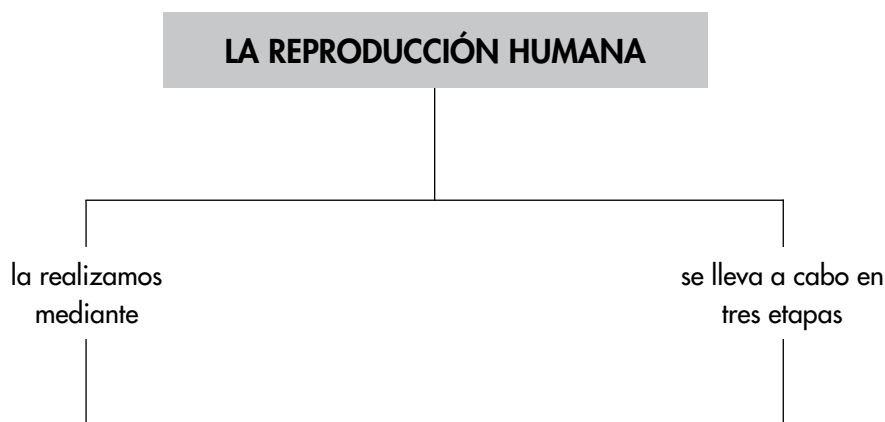 LA REPRODUCCIÓN HUMANA
la realizamos
mediante
se lleva a cabo en
tres etapas